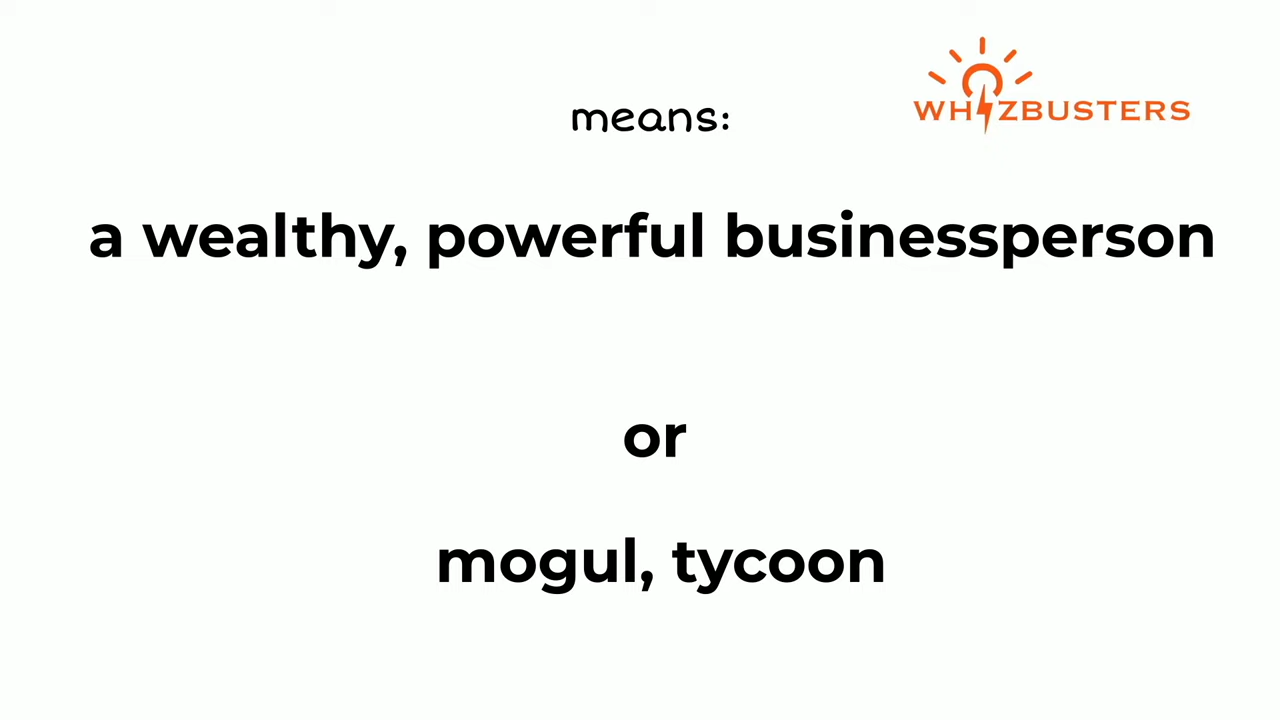 WHIZBUSTERS
means:
a wealthy, powerful businessperson
or
mogul, tycoon